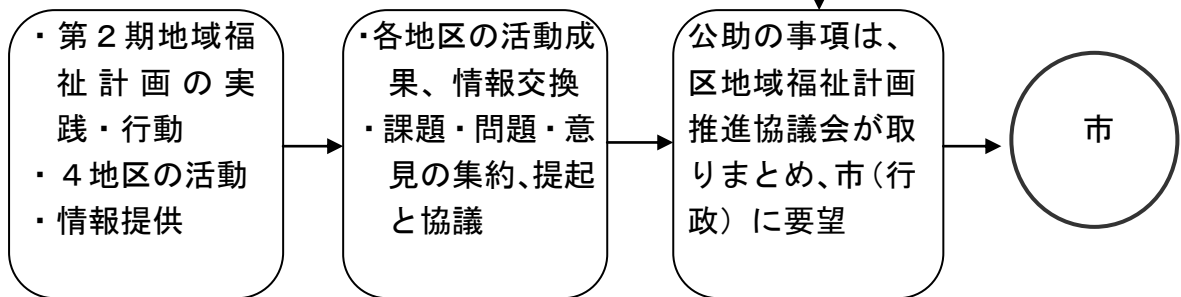 ・第２期地域福
祉計画の実
践・行動
・４地区の活動
・情報提供
・各地区の活動成
果、情報交換
・課題・問題・意
見の集約、提起
と協議
公助の事項は、
区地域福祉計画
推進協議会が取
りまとめ、市（行
政）に要望
市